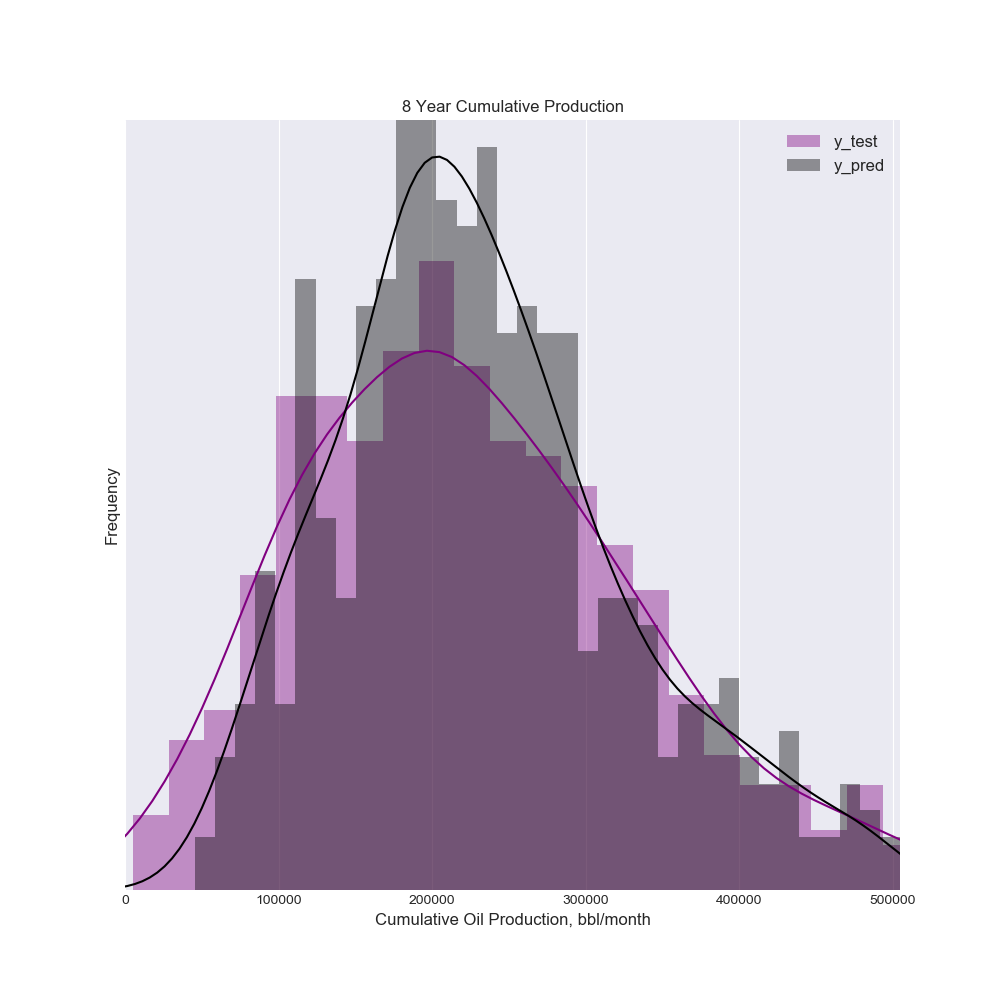 8 Year Cumulative Production
y_test
y_pred
Frequency
0 100000 200000 300000 400000 500000
Cumulative Oil Production, bbl/month